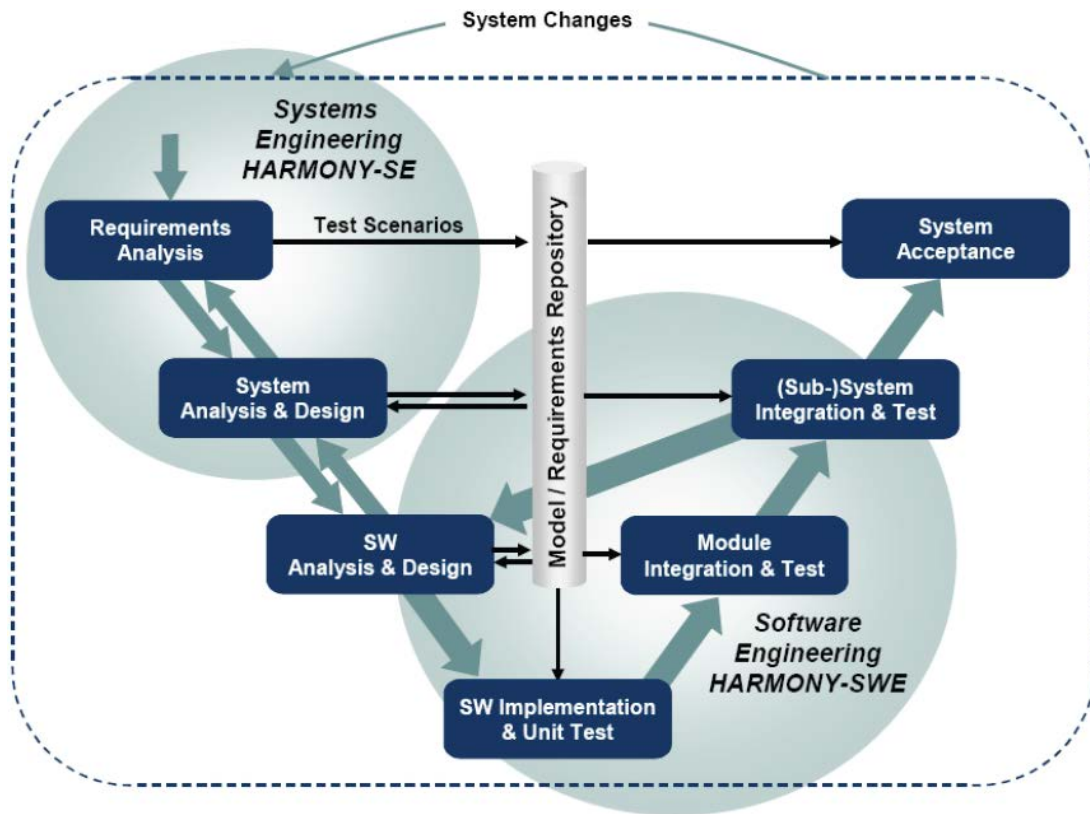 System Changes
Systems
Engineering
HARMONY-SE
Requirements
Analysis
Test Scenarios
Model / Requirements Repository
System
Acceptance
System
Analysis & Design
(Sub-)System
Integration & Test
SW
Analysis & Design
Module
Integration & Test
Software
Engineering
HARMONY-SWE
SW Implementation
& Unit Test